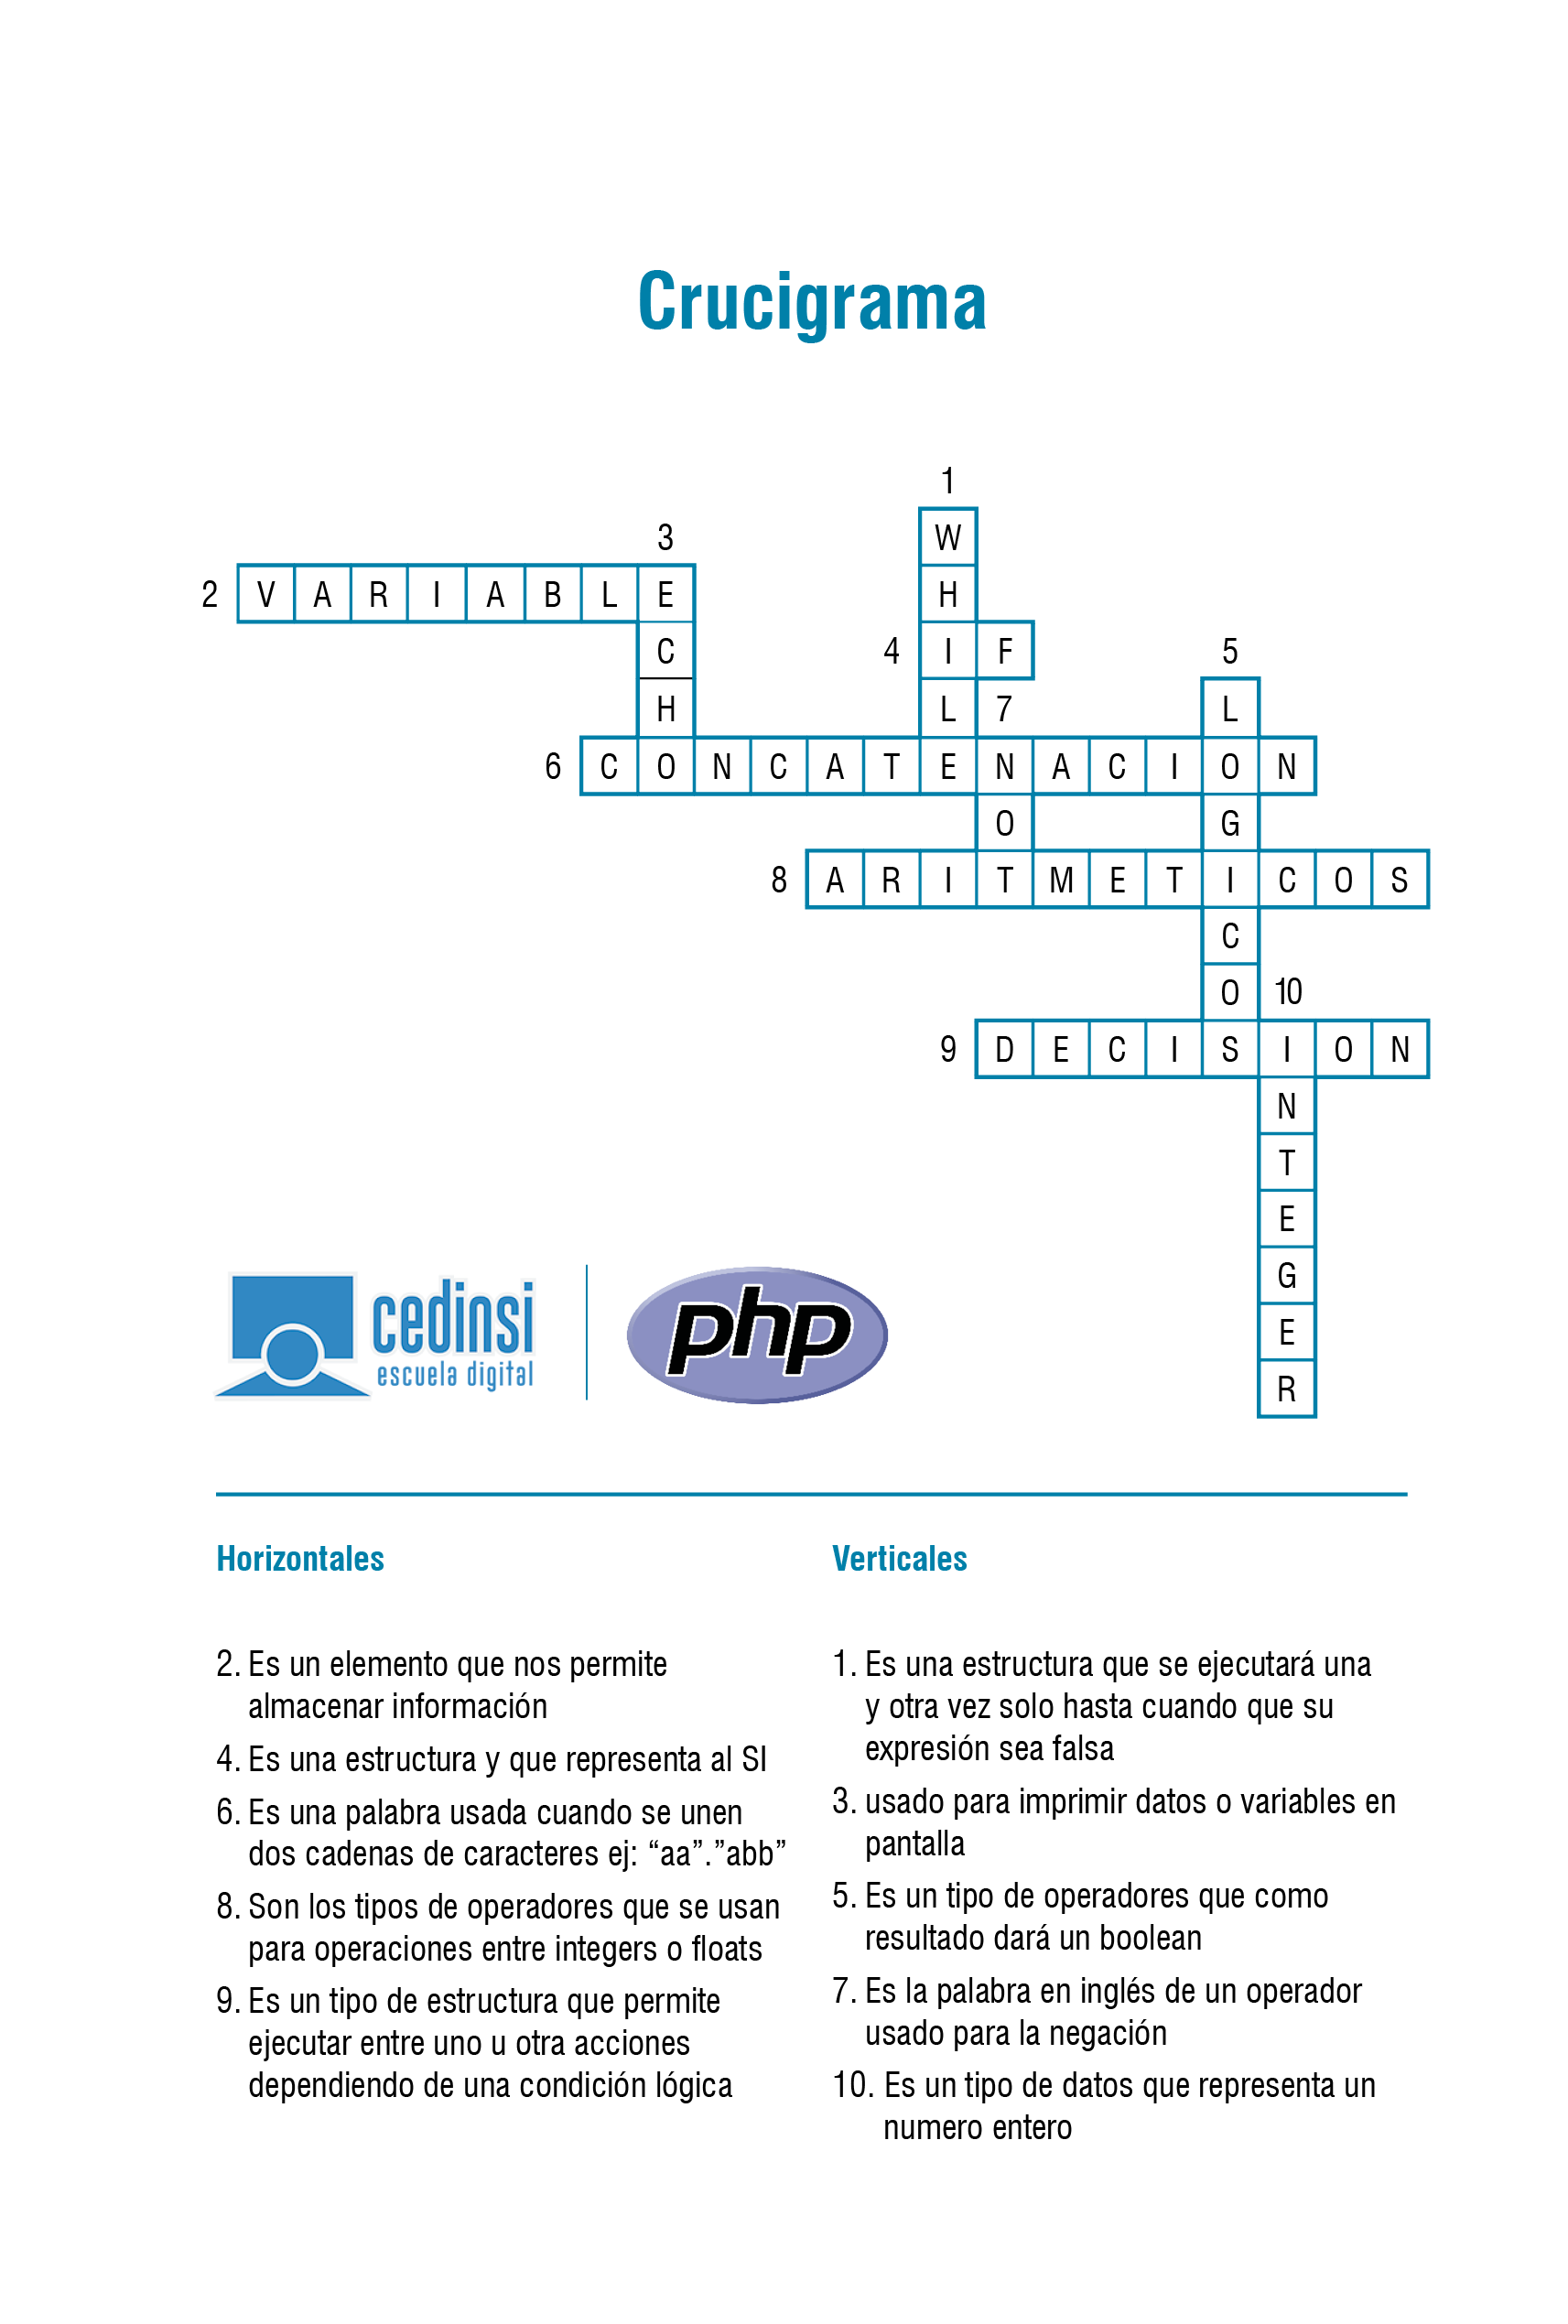 Crucigrama
1
W
3
2 V A R I A B L E H
C 4 I F 5
H L 7 L
6 C O N C A T E N A C I O N
O G
8 A R I T M E T I C O S
C
O 10
9 D E C I S I O N
N
T
E
G
E
R
cedinsi
escuela digital
php
Horizontales
2. Es un elemento que nos permite
almacenar información
4. Es una estructura y que representa al SI
6. Es una palabra usada cuando se unen
dos cadenas de caracteres ej: “aa”.”abb”
8. Son los tipos de operadores que se usan
para operaciones entre integers o floats
9. Es un tipo de estructura que permite
ejecutar entre uno u otra acciones
dependiendo de una condición lógica
Verticales
1. Es una estructura que se ejecutará una
y otra vez solo hasta cuando que su
expresión sea falsa
3. usado para imprimir datos o variables en
pantalla
5. Es un tipo de operadores que como
resultado dará un boolean
7. Es la palabra en inglés de un operador
usado para la negación
10. Es un tipo de datos que representa un
numero entero